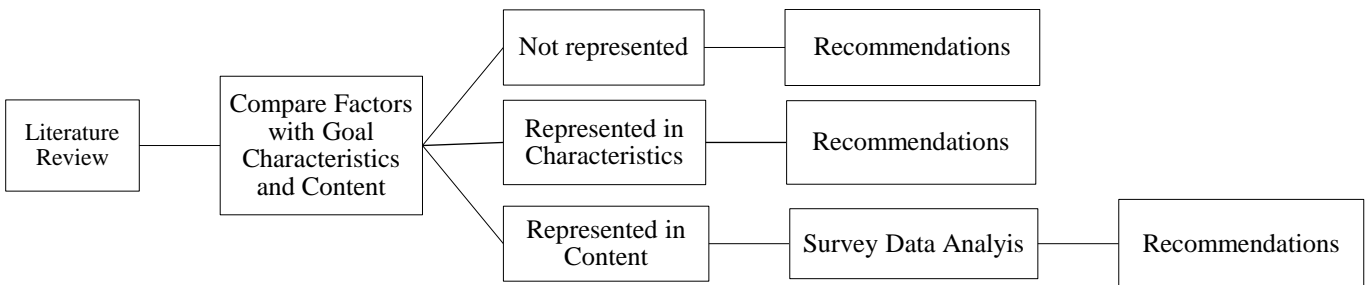 Literature
Review
Compare Factors
with Goal
Characteristics
and Content
Not represented
Recommendations
Represented in
Characteristics
Recommendations
Represented in
Content
Survey Data Analyis
Recommendations